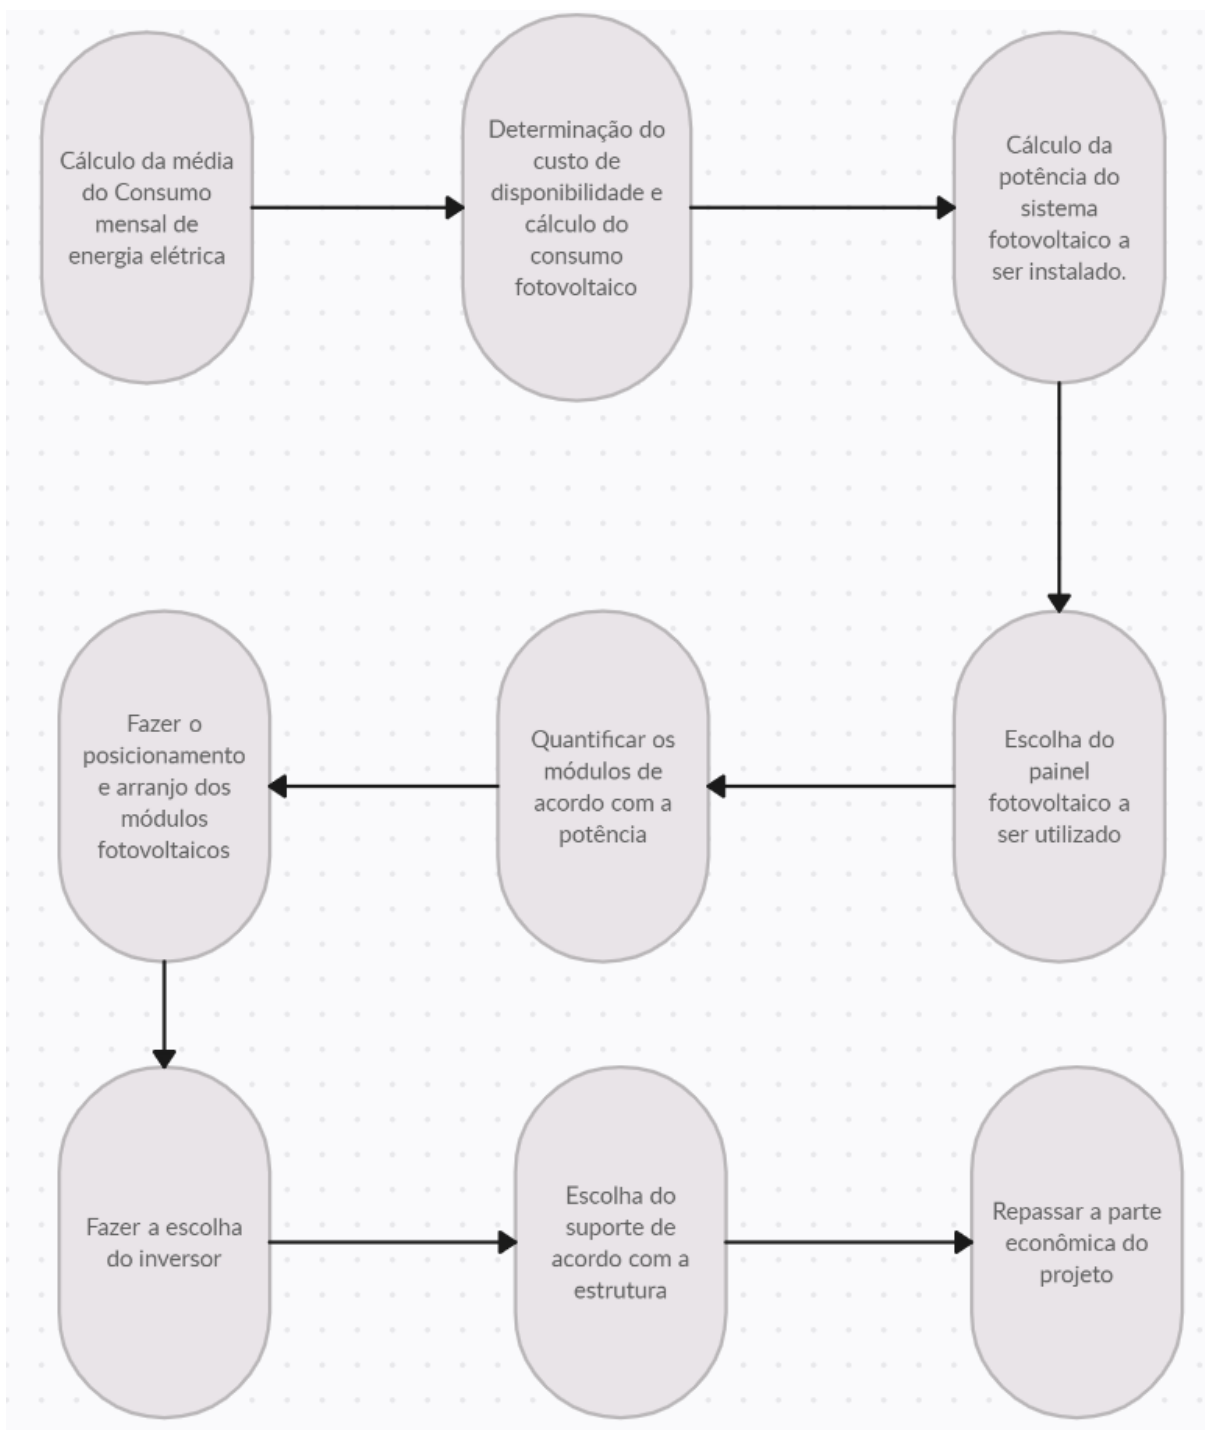 Cálculo da média
do Consumo
mensal de
energia elétrica
Determinação do
custo de
disponibilidade e
cálculo do
consumo
fotovoltaico
Cálculo da
potência do
sistema
fotovoltaico a
ser instalado.
Escolha do
painel
fotovoltaico a
ser utilizado
Quantificar os
módulos de
acordo com a
potência
Fazer o
posicionamento
e arranjo dos
módulos
fotovoltaicos
Fazer a escolha
do inversor
Escolha do
suporte de
acordo com a
estrutura
Repassar a parte
econômica do
projeto